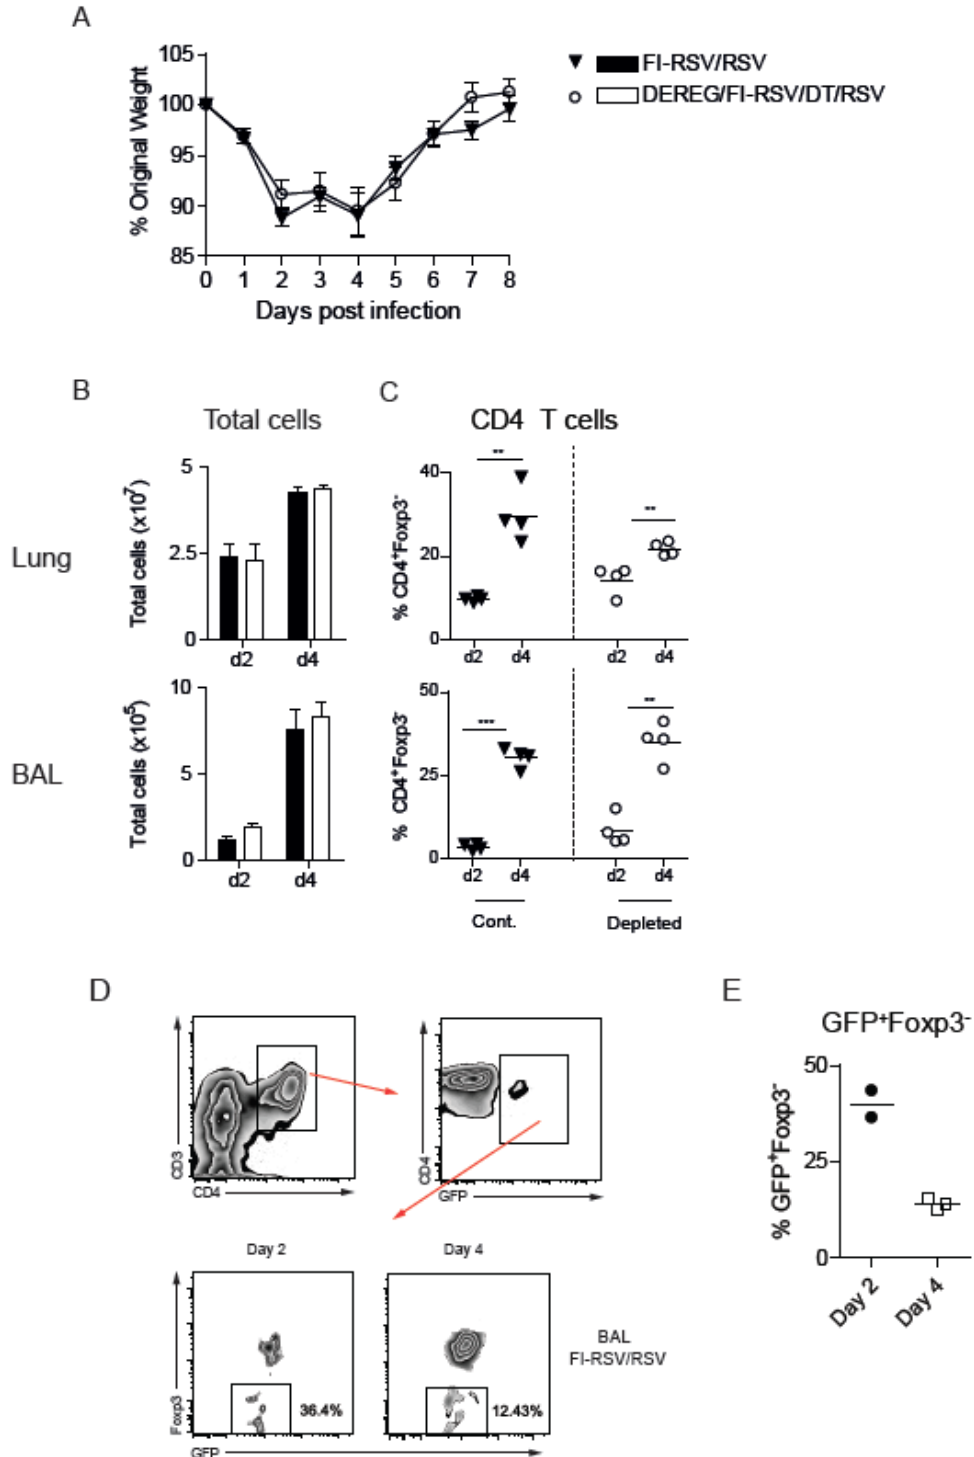 A
105
100
95
90
85
% Original Weight
0 1 2 3 4 5 6 7 8
Days post infection
FI-RSV/RSV
DEREG/FI-RSV/DT/RSV
B
Total cells
Lung
Total cells (x10⁷)
5
2.5
0
d2 d4
BAL
Total cells (x10⁵)
10
5
0
d2 d4
C
CD4 T cells
% CD4⁺Foxp3⁻
40
20
0
** **
d2 d4 d2 d4
% CD4⁺Foxp3⁻
50
25
0
*** **
d2 d4 d2 d4
Cont. Depleted
D
CD3
CD4
CD4
GFP
Day 2 Day 4
Foxp3
36.4%
12.43%
GFP
BAL
FI-RSV/RSV
E
GFP⁺Foxp3⁻
% GFP⁺Foxp3⁻
50
25
0
Day 2 Day 4